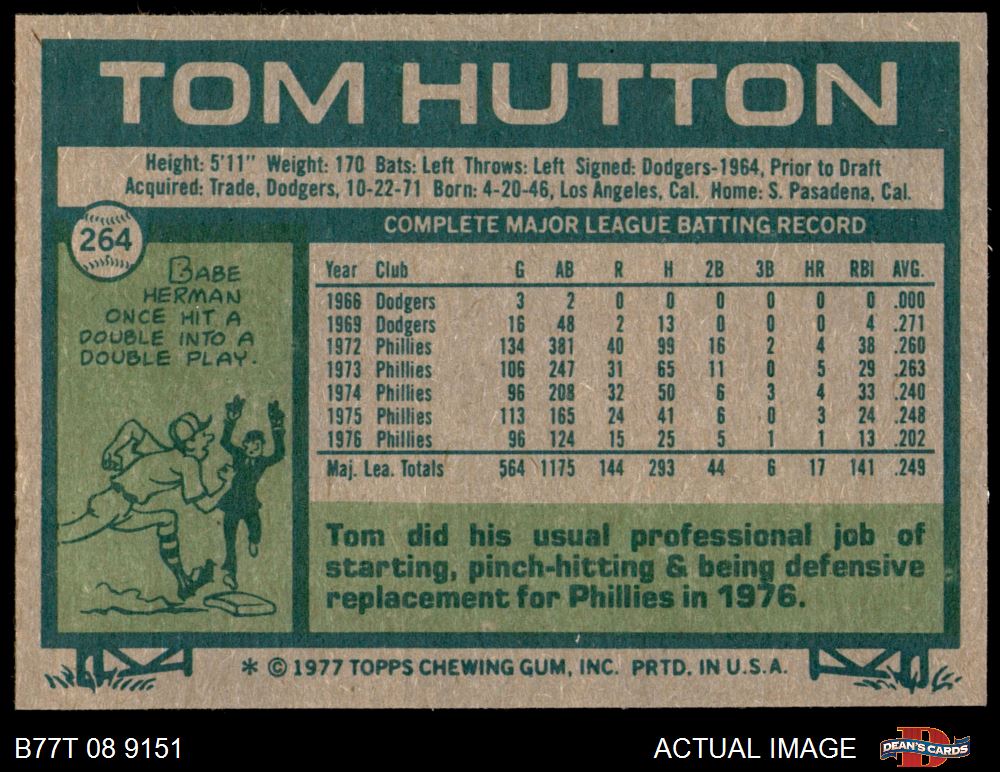 TOM HUTTON
Height: 5'11" Weight: 170 Bats: Left Throws: Left Signed: Dodgers-1964, Prior to Draft
Acquired: Trade, Dodgers, 10-22-71 Born: 4-20-46, Los Angeles, Cal. Home: S. Pasadena, Cal.
264
BABE
HERMAN
ONCE HIT A
DOUBLE INTO A
DOUBLE PLAY.
COMPLETE MAJOR LEAGUE BATTING RECORD
Year Club G AB R H 2B 3B HR RBI AVG.
1966 Dodgers 3 2 0 0 0 0 0 0 .000
1969 Dodgers 16 48 2 13 0 0 0 4 .271
1972 Phillies 134 381 40 99 16 2 4 38 .260
1973 Phillies 106 247 31 65 11 0 5 29 .263
1974 Phillies 96 208 32 50 6 3 4 33 .240
1975 Phillies 113 165 24 41 6 0 3 24 .248
1976 Phillies 96 124 15 25 5 1 1 13 .202
Maj. Lea. Totals 564 1175 144 293 44 6 17 141 .249
Tom did his usual professional job of
starting, pinch-hitting & being defensive
replacement for Phillies in 1976.
* © 1977 TOPPS CHEWING GUM, INC. PRTD. IN U.S.A.
B77T 08 9151
ACTUAL IMAGE
D
DEAN'S CARDS